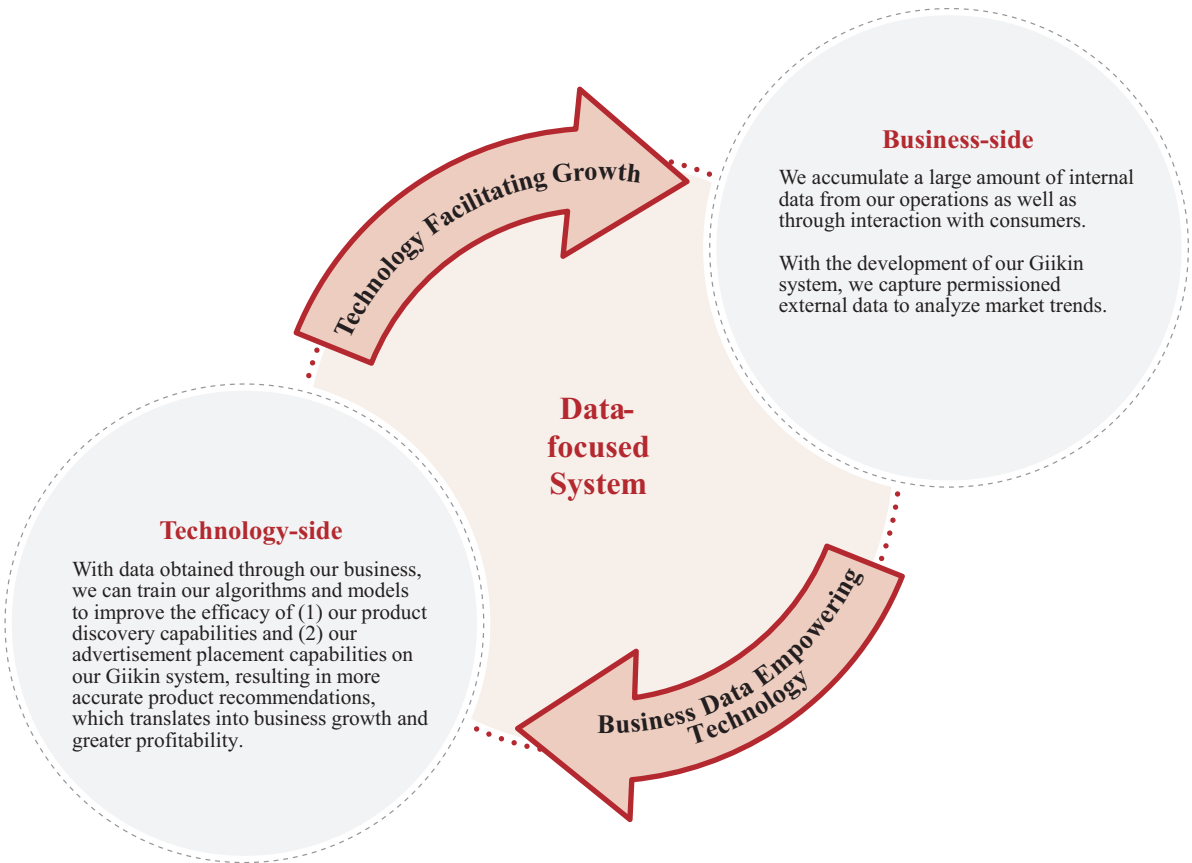 Technology Facilitating Growth
Business-side
We accumulate a large amount of internal
data from our operations as well as
through interaction with consumers.
With the development of our Giikin
system, we capture permissioned
external data to analyze market trends.
Data-
focused
System
Technology-side
With data obtained through our business,
we can train our algorithms and models
to improve the efficacy of (1) our product
discovery capabilities and (2) our
advertisement placement capabilities on
our Giikin system, resulting in more
accurate product recommendations,
which translates into business growth and
greater profitability.
Business Data Empowering
Technology